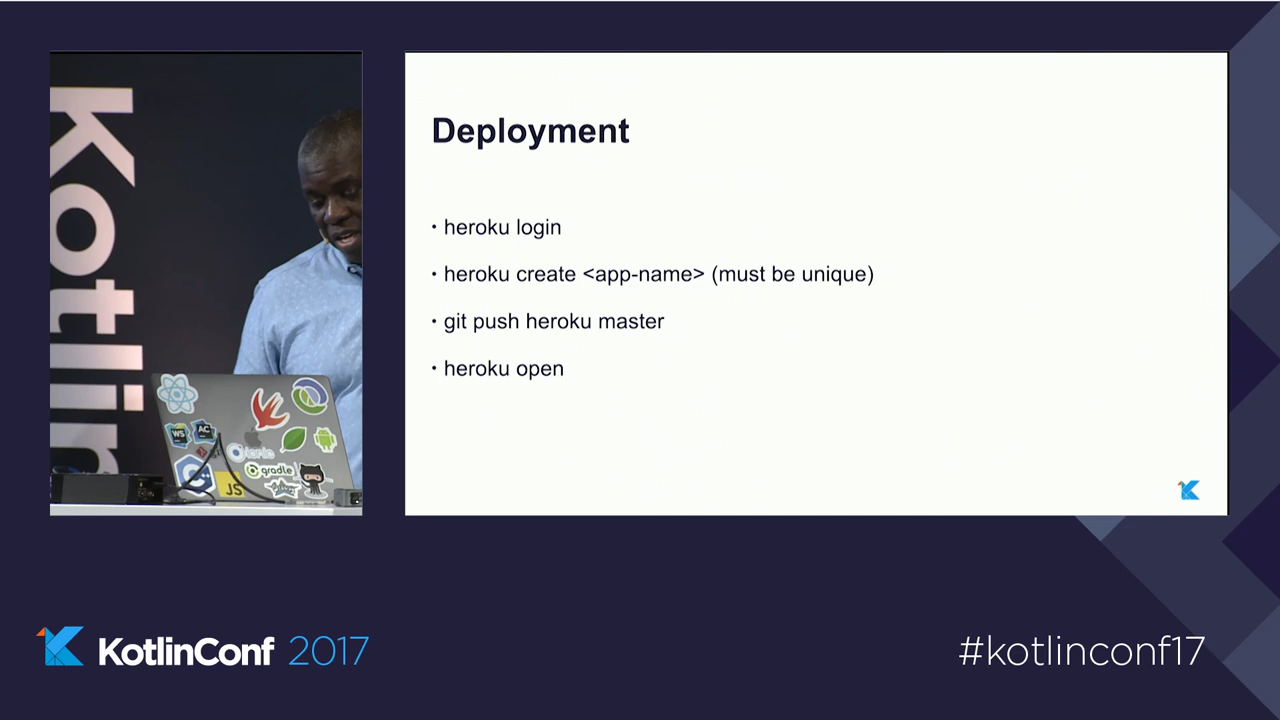 Kotlin
Deployment
· heroku login
· heroku create <app-name> (must be unique)
· git push heroku master
· heroku open
WS
AC
gradle
JS
KotlinConf 2017
#kotlinconf17